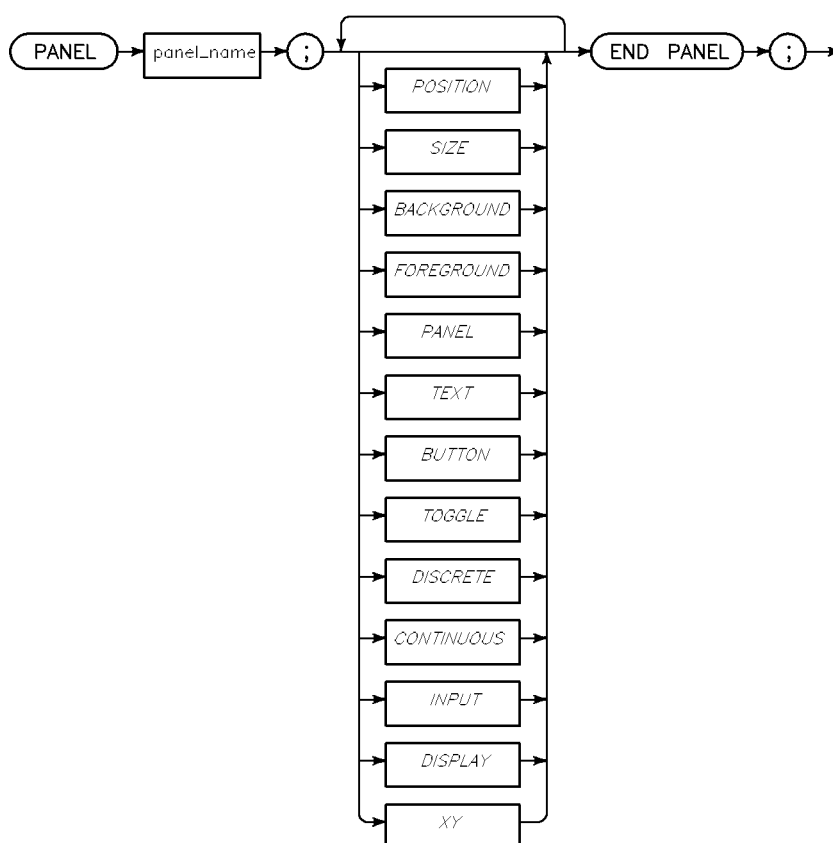 PANEL panel_name ; END PANEL ;
POSITION
SIZE
BACKGROUND
FOREGROUND
PANEL
TEXT
BUTTON
TOGGLE
DISCRETE
CONTINUOUS
INPUT
DISPLAY
XY